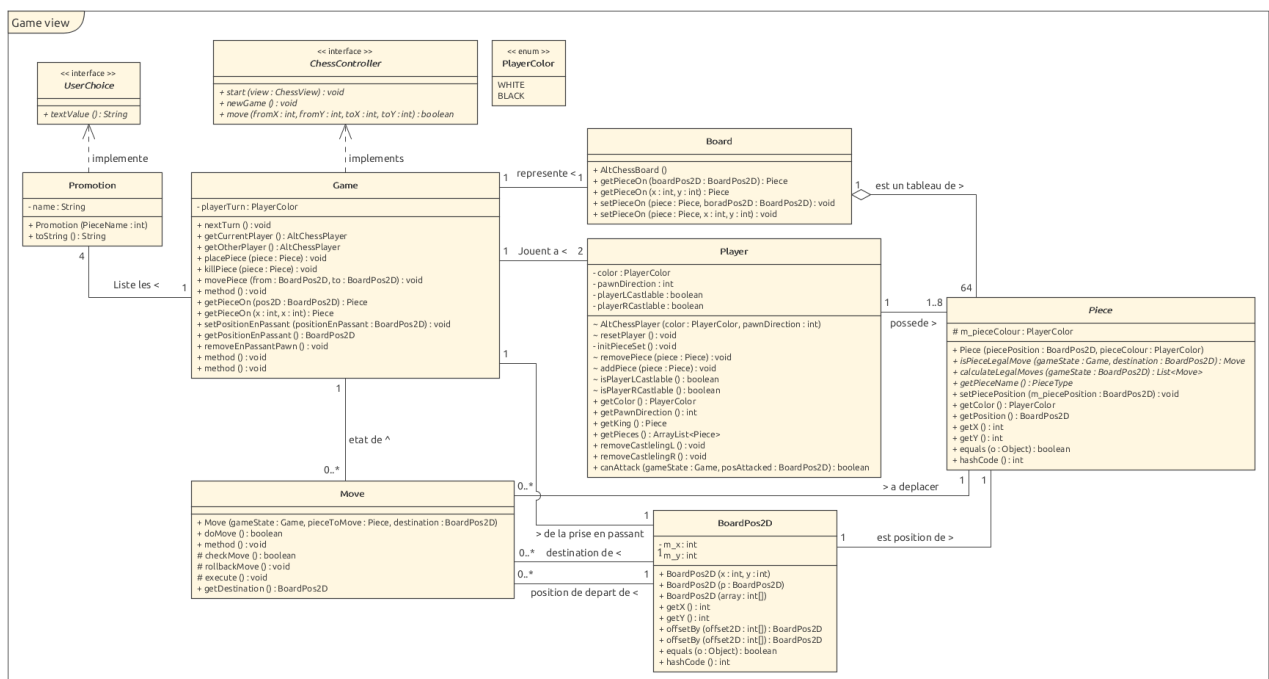 Game view
<< interface >>
UserChoice
+ textValue () : String
<< interface >>
ChessController
+ start (view : ChessView) : void
+ newGame () : void
+ move (fromX : int, fromY : int, toX : int, toY : int) : boolean
<< enum >>
PlayerColor
WHITE
BLACK
implemente
implements
Promotion
- name : String
+ Promotion (PieceName : int)
+ toString () : String
4
Liste les <
1
Game
- playerTurn : PlayerColor
+ nextTurn () : void
+ getCurrentPlayer () : AltChessPlayer
+ getOtherPlayer () : AltChessPlayer
+ placePiece (piece : Piece) : void
+ killPiece (piece : Piece) : void
+ movePiece (from : BoardPos2D, to : BoardPos2D) : void
+ method () : void
+ getPieceOn (pos2D : BoardPos2D) : Piece
+ getPieceOn (x : int, x : int) : Piece
+ setPositionEnPassant (positionEnPassant : BoardPos2D) : void
+ getPositionEnPassant () : BoardPos2D
+ removeEnPassantPawn () : void
+ method () : void
+ method () : void
1
represente <
1
Board
+ AltChessBoard ()
+ getPieceOn (boardPos2D : BoardPos2D) : Piece
+ getPieceOn (x : int, y : int) : Piece
+ setPieceOn (piece : Piece, boradPos2D : BoardPos2D) : void
+ setPieceOn (piece : Piece, x : int, y : int) : void
1
est un tableau de >
64
1
Jouent a <
2
Player
- color : PlayerColor
- pawnDirection : int
- playerLCastlable : boolean
- playerRCastlable : boolean
~ AltChessPlayer (color : PlayerColor, pawnDirection : int)
~ resetPlayer () : void
- initPieceSet () : void
~ removePiece (piece : Piece) : void
~ addPiece (piece : Piece) : void
~ isPlayerLCastlable () : boolean
~ isPlayerRCastlable () : boolean
+ getColor () : PlayerColor
+ getPawnDirection () : int
+ getKing () : Piece
+ getPieces () : ArrayList<Piece>
+ removeCastlelingL () : void
+ removeCastlelingR () : void
+ canAttack (gameState : Game, posAttacked : BoardPos2D) : boolean
1
1..8
possede >
Piece
# m_pieceColour : PlayerColor
+ Piece (piecePosition : BoardPos2D, pieceColour : PlayerColor)
+ isPieceLegalMove (gameState : Game, destination : BoardPos2D) : Move
+ calculateLegalMoves (gameState : BoardPos2D) : List<Move>
+ getPieceName () : PieceType
+ setPiecePosition (m_piecePosition : BoardPos2D) : void
+ getColor () : PlayerColor
+ getPosition () : BoardPos2D
+ getX () : int
+ getY () : int
+ equals (o : Object) : boolean
+ hashCode () : int
1
1
1
1
etat de ^
0..*
Move
+ Move (gameState : Game, pieceToMove : Piece, destination : BoardPos2D)
+ doMove () : boolean
+ method () : void
# checkMove () : boolean
# rollbackMove () : void
# execute () : void
+ getDestination () : BoardPos2D
0..*
> a deplacer
1
> de la prise en passant
0..*
destination de <
1
0..*
1
position de depart de <
BoardPos2D
- m_x : int
- m_y : int
+ BoardPos2D (x : int, y : int)
+ BoardPos2D (p : BoardPos2D)
+ BoardPos2D (array : int[])
+ getX () : int
+ getY () : int
+ offsetBy (offset2D : int[]) : BoardPos2D
+ offsetBy (offset2D : int[]) : BoardPos2D
+ equals (o : Object) : boolean
+ hashCode () : int
1
est position de >